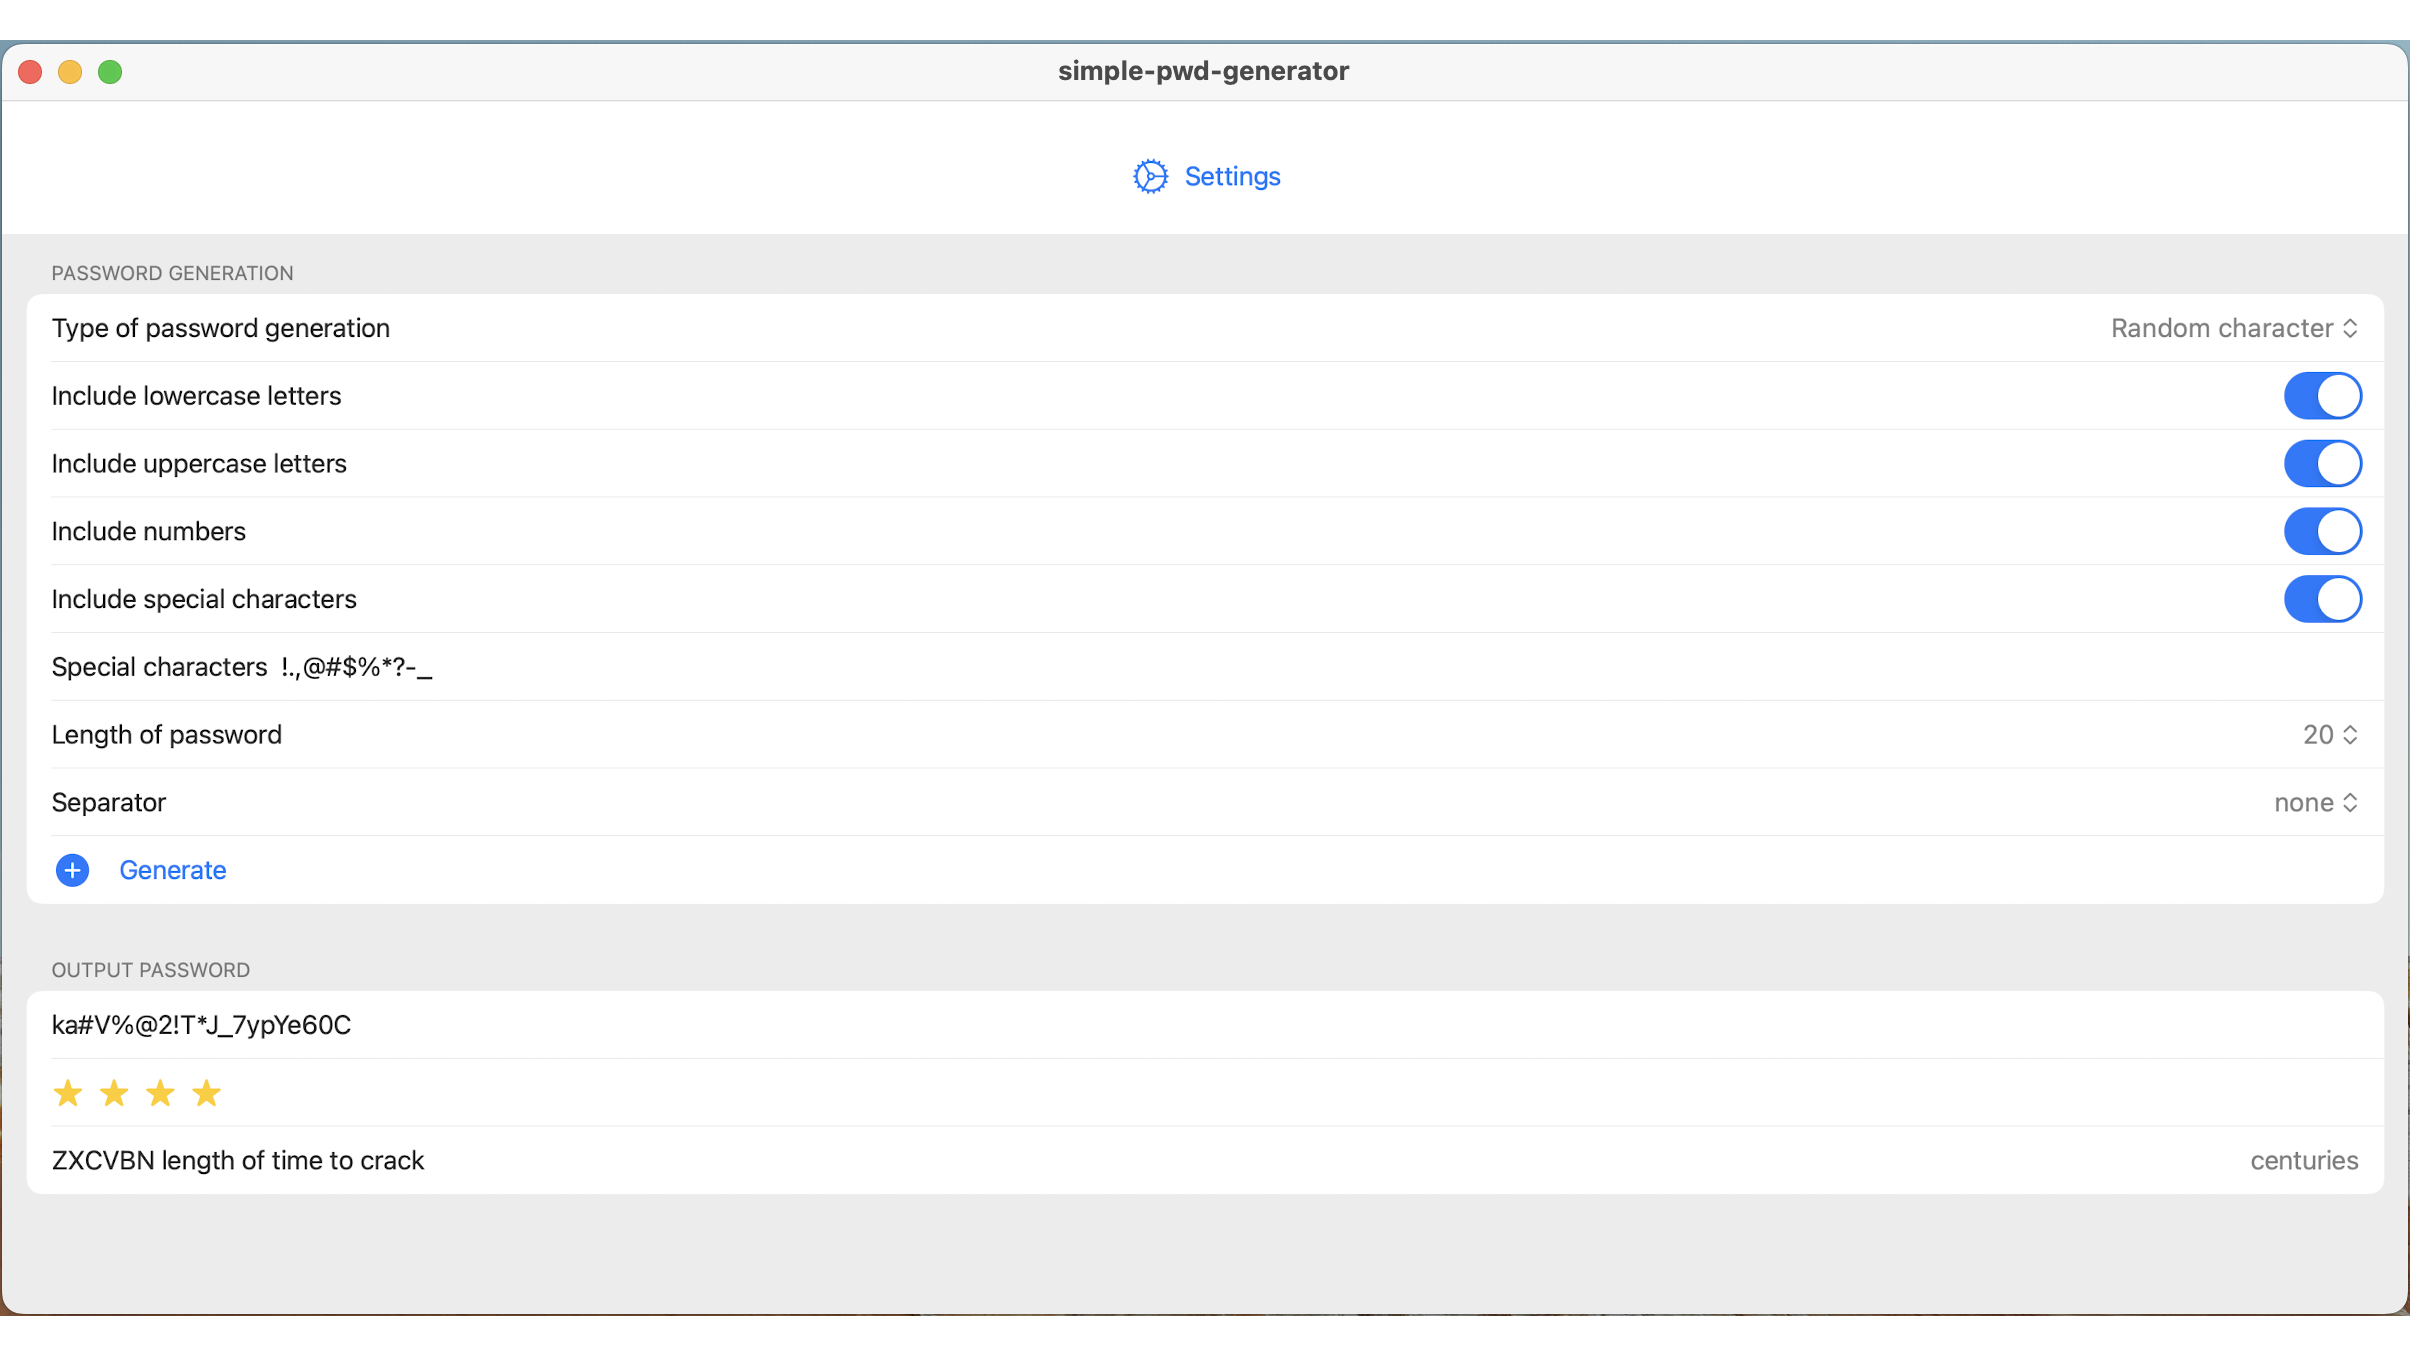 simple-pwd-generator
Settings
PASSWORD GENERATION
Type of password generation Random character
Include lowercase letters
Include uppercase letters
Include numbers
Include special characters
Special characters !.,@#$%*?-_
Length of password 20
Separator none
Generate
OUTPUT PASSWORD
ka#V%@2!T*J_7ypYe60C
ZXCVBN length of time to crack centuries